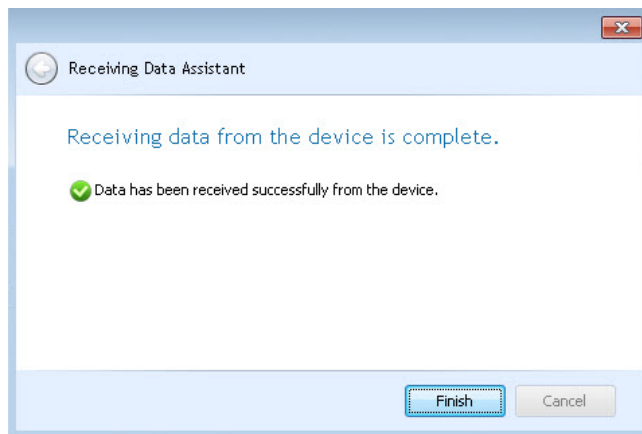 Receiving Data Assistant
Receiving data from the device is complete.
Data has been received successfully from the device.
Finish
Cancel